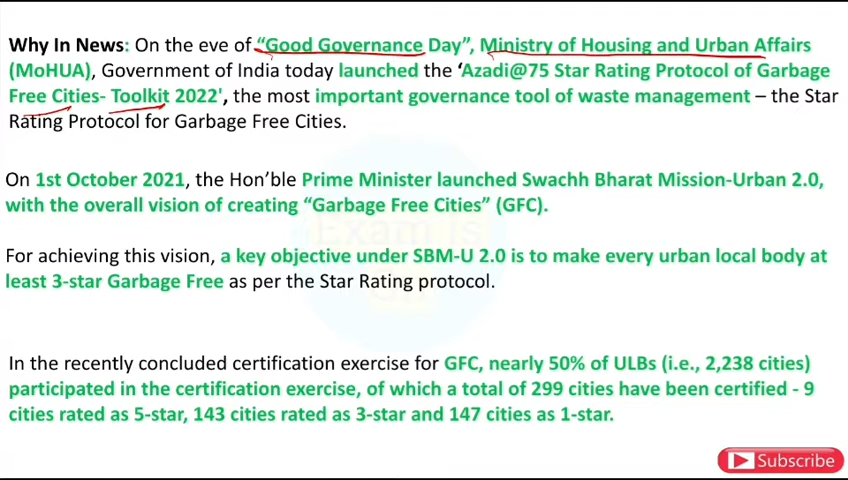 Why In News: On the eve of “Good Governance Day”, Ministry of Housing and Urban Affairs
(MoHUA), Government of India today launched the ‘Azadi@75 Star Rating Protocol of Garbage
Free Cities- Toolkit 2022', the most important governance tool of waste management – the Star
Rating Protocol for Garbage Free Cities.
On 1st October 2021, the Hon’ble Prime Minister launched Swachh Bharat Mission-Urban 2.0,
with the overall vision of creating “Garbage Free Cities” (GFC).
For achieving this vision, a key objective under SBM-U 2.0 is to make every urban local body at
least 3-star Garbage Free as per the Star Rating protocol.
In the recently concluded certification exercise for GFC, nearly 50% of ULBs (i.e., 2,238 cities)
participated in the certification exercise, of which a total of 299 cities have been certified - 9
cities rated as 5-star, 143 cities rated as 3-star and 147 cities as 1-star.
Subscribe